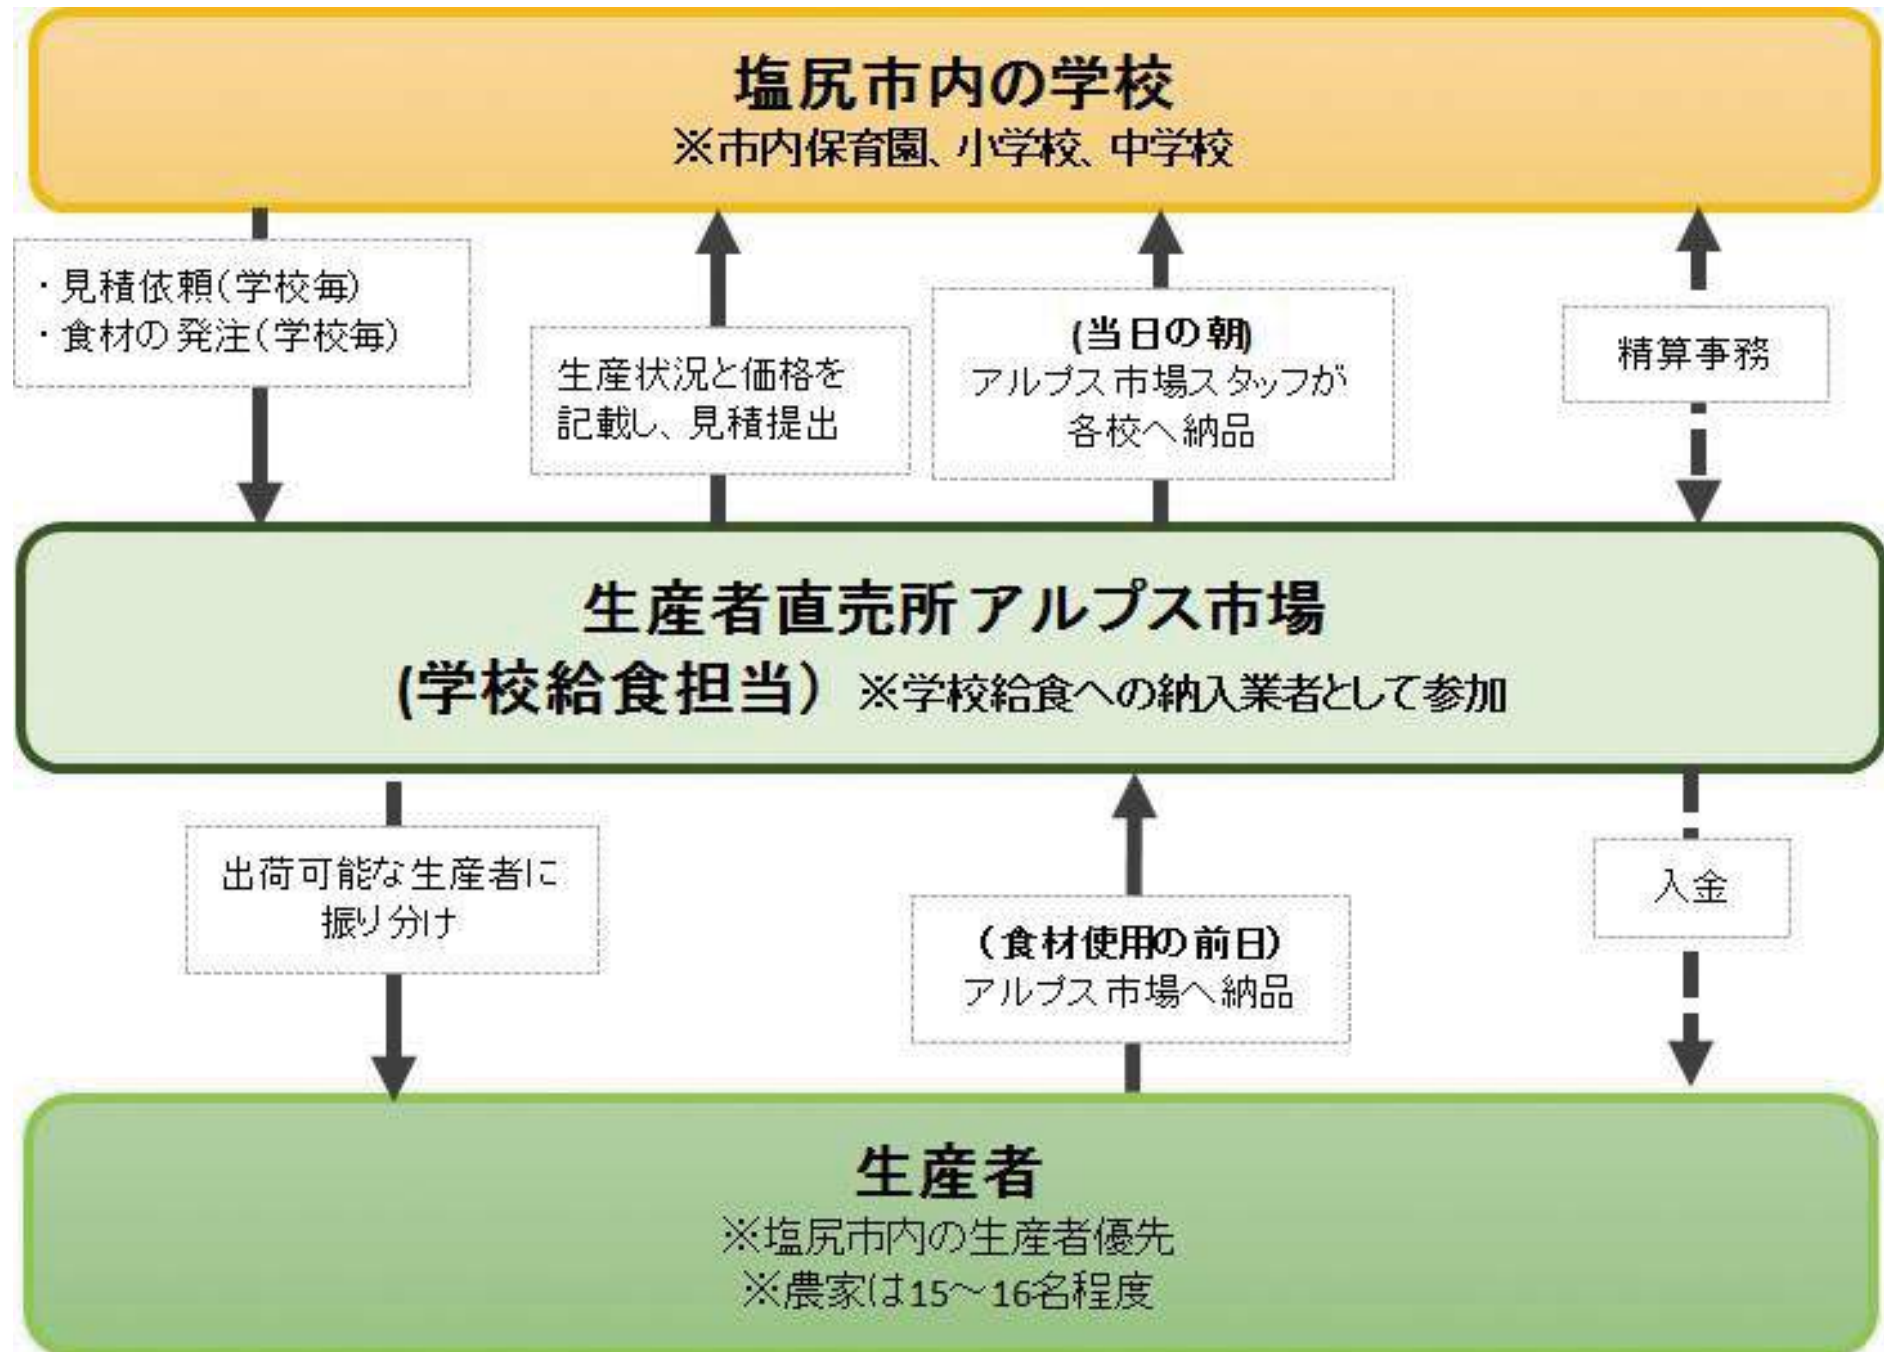 塩尻市内の学校
※市内保育園、小学校、中学校
・見積依頼(学校毎)
・食材の発注(学校毎)
生産状況と価格を
記載し、見積提出
(当日の朝)
アルプス市場スタッフが
各校へ納品
精算事務
生産者直売所アルプス市場
(学校給食担当) ※学校給食への納入業者として参加
出荷可能な生産者に
振り分け
(食材使用の前日)
アルプス市場へ納品
入金
生産者
※塩尻市内の生産者優先
※農家は15～16名程度